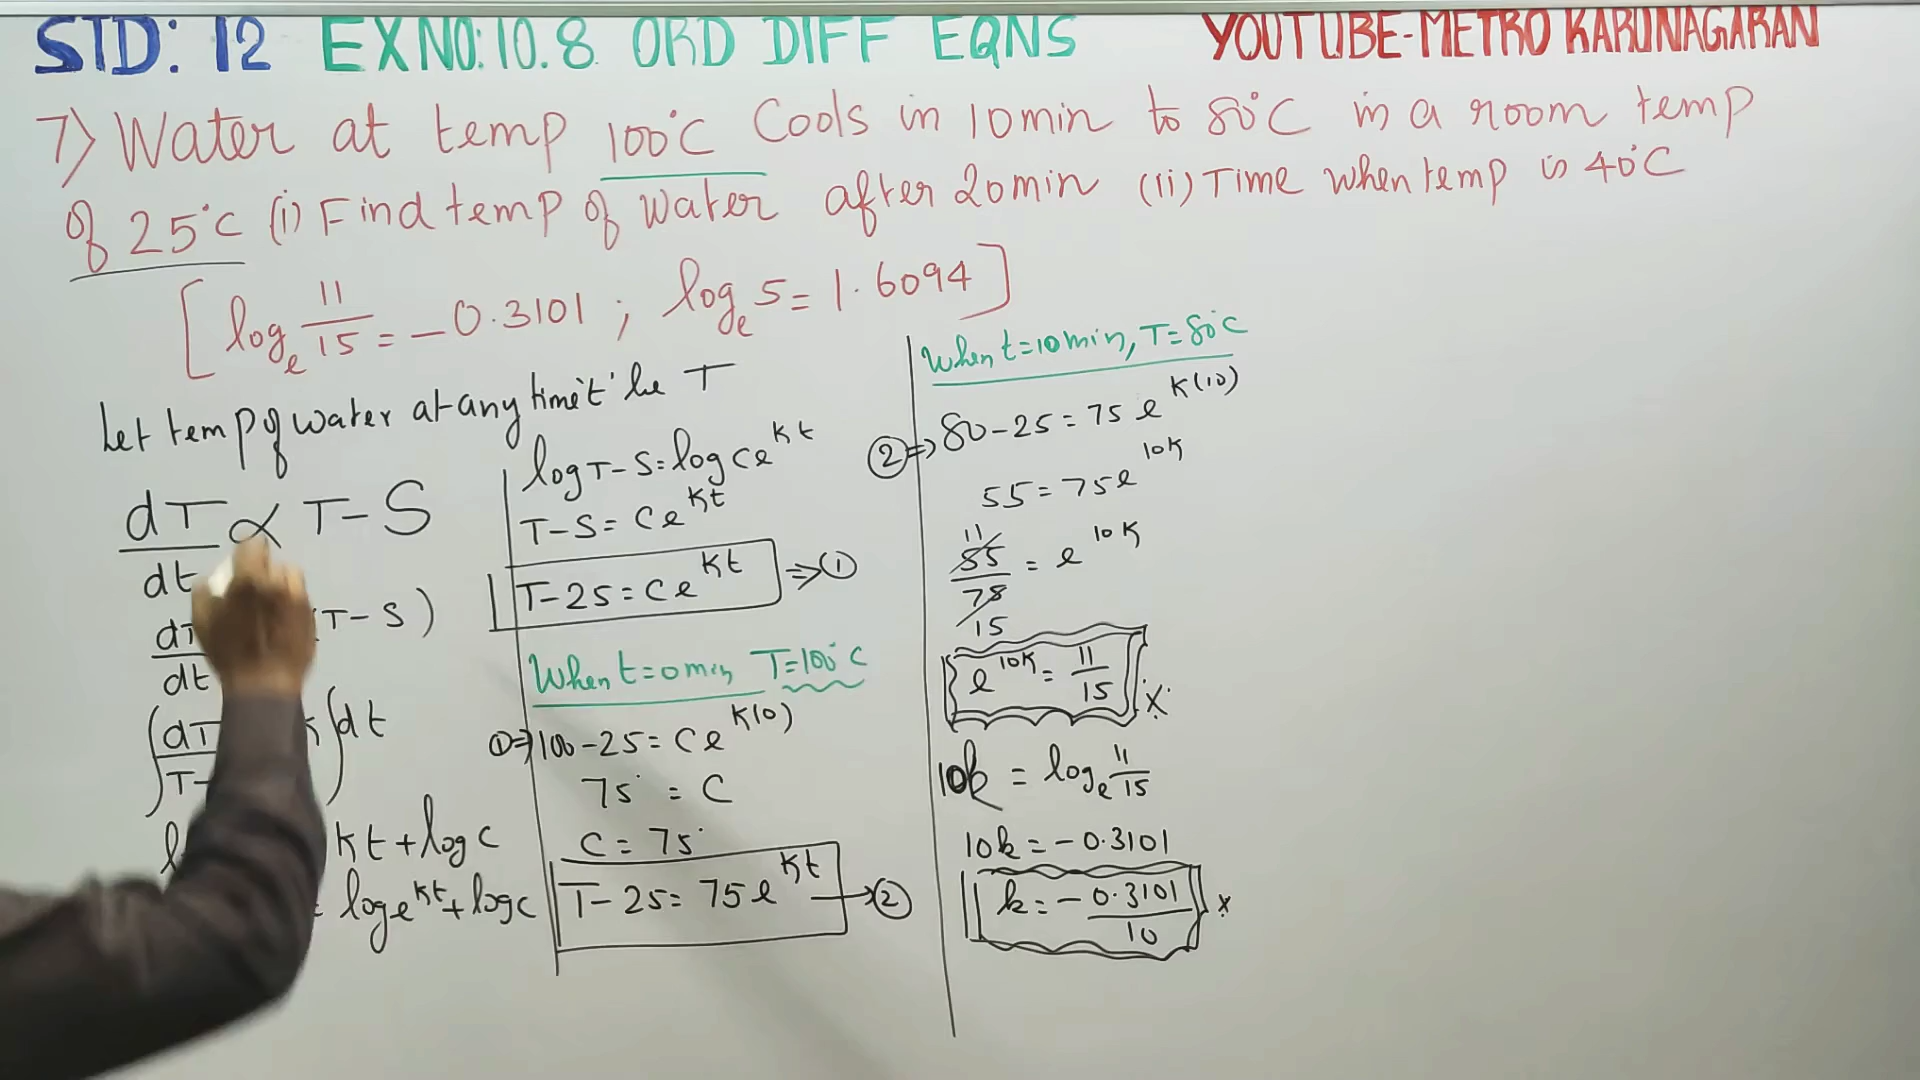 STD: 12 EXNO:10.8 ORD DIFF EQNS YOUTUBE-METRO KARUNAGARAN
7) Water at temp 100°C Cools in 10min to 80°C in a room temp
of 25°C (i) Find temp of water after 20min (ii) Time when temp is 40°C
[log_e 11/15 = -0.3101 ; log_e 5 = 1.6094]
Let temp of water at any time 't' be T
dT/dt ∝ T-S
T-S)
dt
kt + log c
log e^kt + log c
log T-S = log ce^kt
T-S = ce^kt
T-25 = ce^kt ⇒ ①
When t=0min T=100°C
①⇒ 100-25 = ce^k(0)
75 = C
C = 75
T-25 = 75e^kt → ②
When t=10min, T=80°C
②⇒ 80-25 = 75e^k(10)
55 = 75e^10k
11
55/75 = e^10k
15
e^10k = 11/15
10k = log_e 11/15
10k = -0.3101
k = -0.3101/10